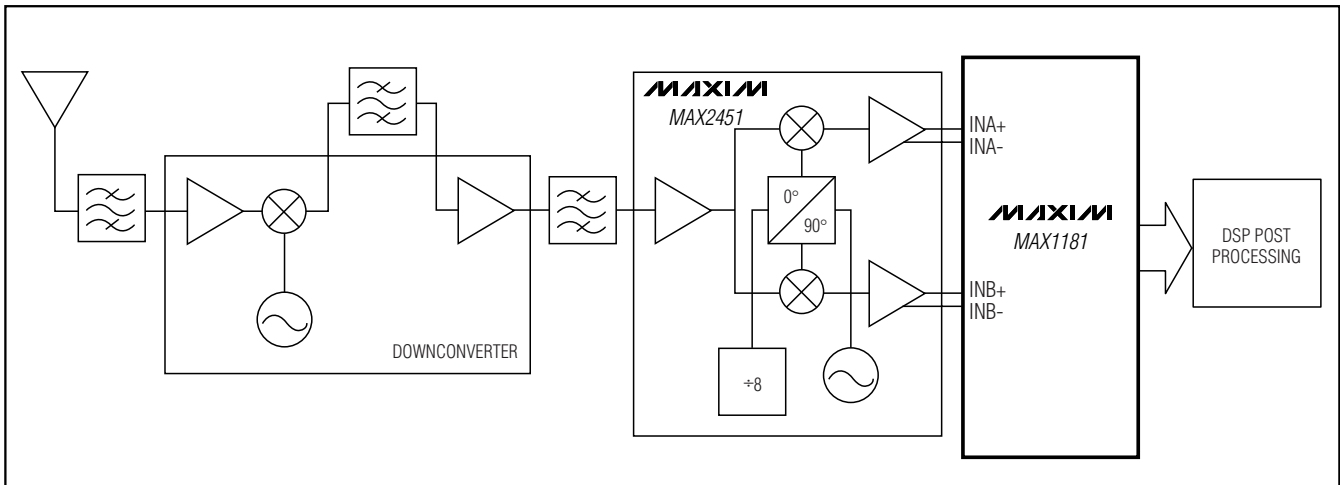 DOWNCONVERTER
MAXIM
MAX2451
0°
90°
÷8
INA+
INA-
MAXIM
MAX1181
INB+
INB-
DSP POST
PROCESSING